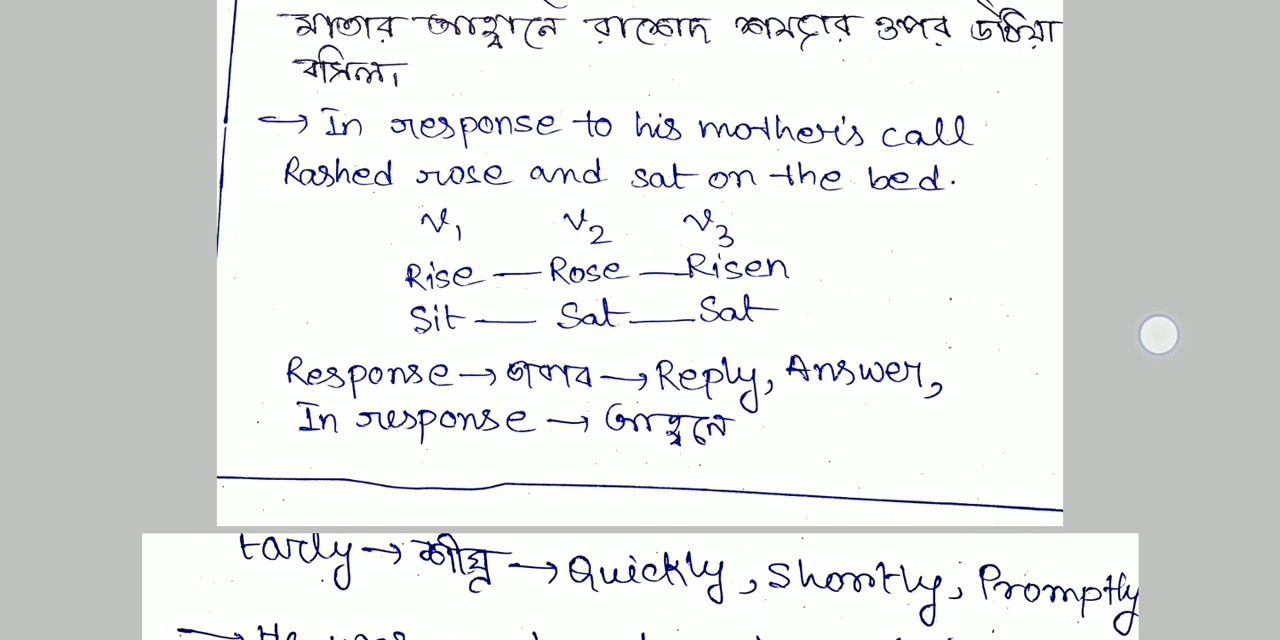 মাতার আহ্বানে রাশেদ শয্যার ওপর উঠিয়া
বসিল।
→ In response to his mother's call
Rashed rose and sat on the bed.
V1 V2 V3
Rise — Rose — Risen
Sit — Sat — Sat
Response → জবাব → Reply, Answer,
In response → আহ্বানে
Early → শীঘ্র → Quickly, Shortly, Promptly
→ He was